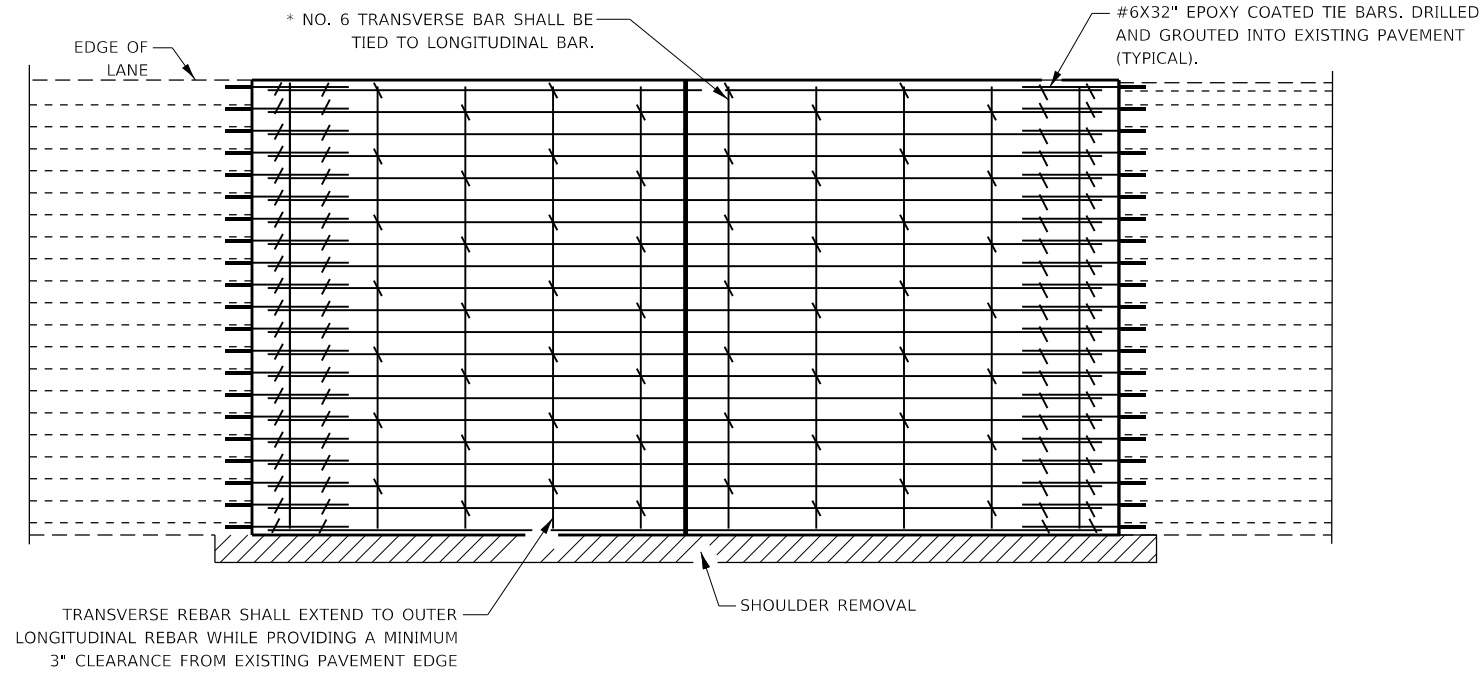 * NO. 6 TRANSVERSE BAR SHALL BE
TIED TO LONGITUDINAL BAR.
#6X32" EPOXY COATED TIE BARS. DRILLED
AND GROUTED INTO EXISTING PAVEMENT
(TYPICAL).
EDGE OF
LANE
TRANSVERSE REBAR SHALL EXTEND TO OUTER
LONGITUDINAL REBAR WHILE PROVIDING A MINIMUM
3" CLEARANCE FROM EXISTING PAVEMENT EDGE
SHOULDER REMOVAL